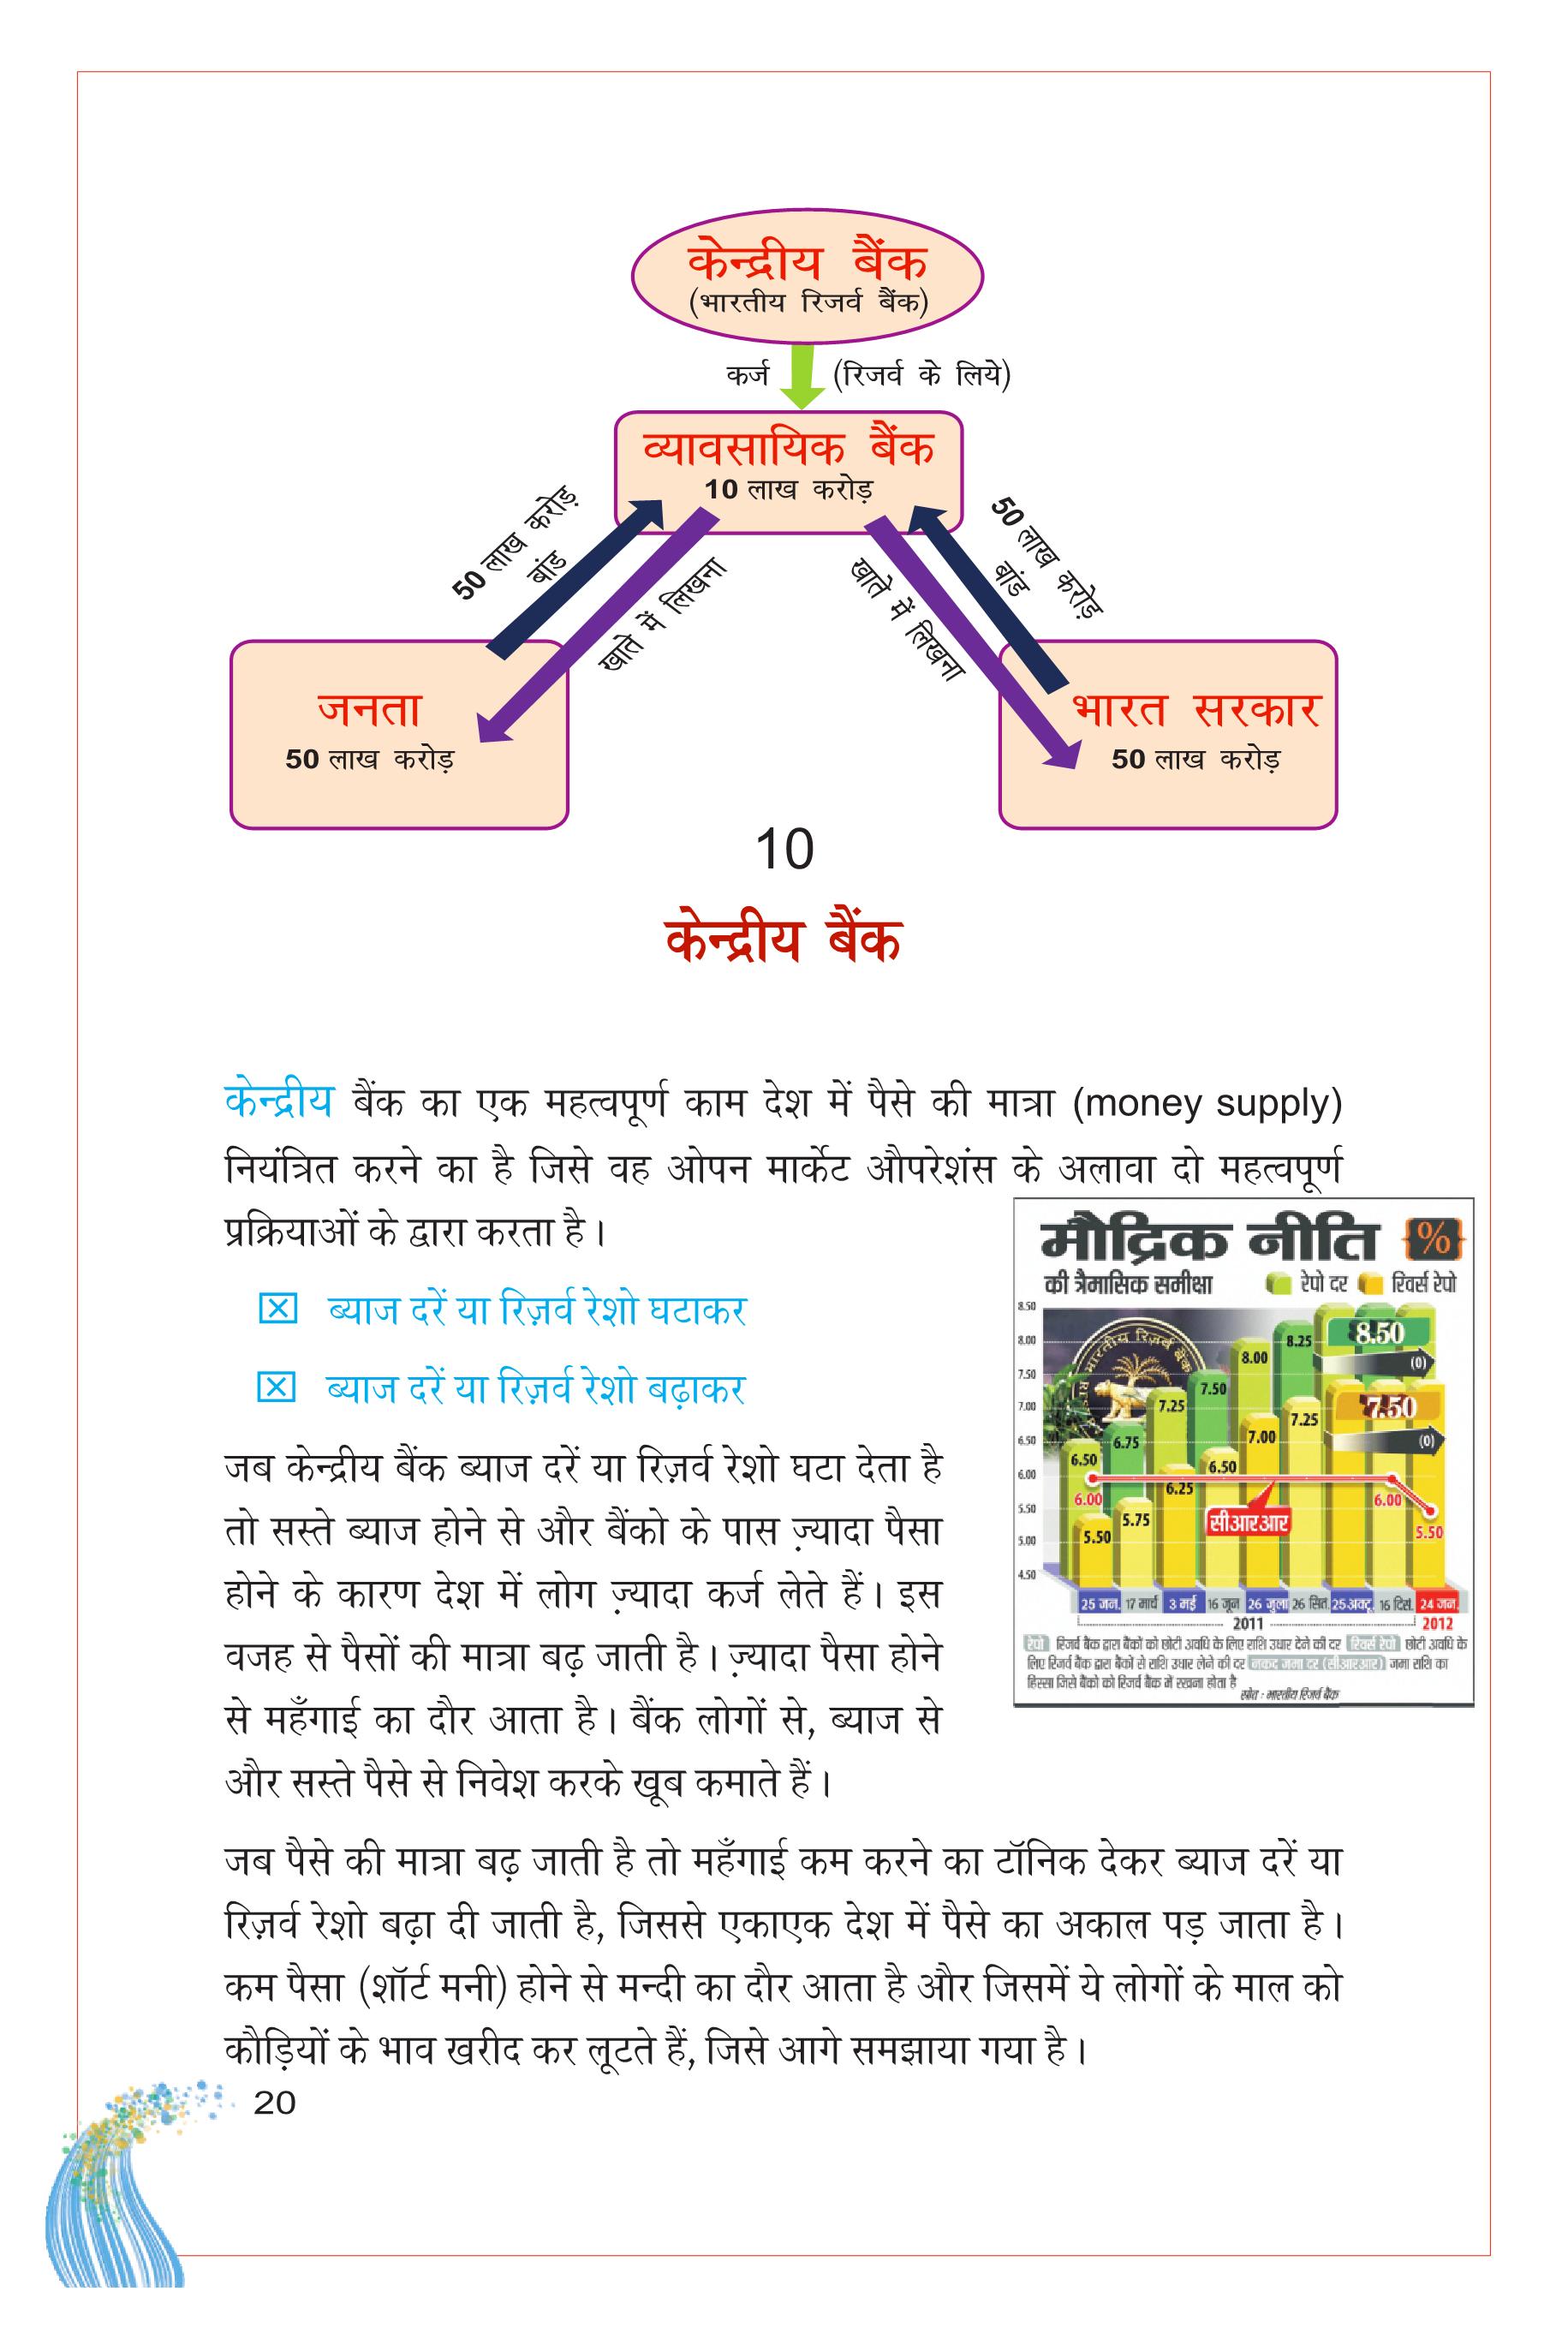 केन्द्रीय बैंक
(भारतीय रिजर्व बैंक)
कर्ज (रिजर्व के लिये)
व्यावसायिक बैंक
10 लाख करोड़
50 लाख करोड़
बांड
खाते में लिखना
खाते में लिखना
50 लाख करोड़
बांड
जनता
50 लाख करोड़
भारत सरकार
50 लाख करोड़
10
केन्द्रीय बैंक
केन्द्रीय बैंक का एक महत्वपूर्ण काम देश में पैसे की मात्रा (money supply)
नियंत्रित करने का है जिसे वह ओपन मार्केट औपरेशंस के अलावा दो महत्वपूर्ण
प्रक्रियाओं के द्वारा करता है।
ब्याज दरें या रिज़र्व रेशो घटाकर
ब्याज दरें या रिज़र्व रेशो बढ़ाकर
जब केन्द्रीय बैंक ब्याज दरें या रिज़र्व रेशो घटा देता है
तो सस्ते ब्याज होने से और बैंको के पास ज़्यादा पैसा
होने के कारण देश में लोग ज़्यादा कर्ज लेते हैं। इस
वजह से पैसों की मात्रा बढ़ जाती है। ज़्यादा पैसा होने
से महँगाई का दौर आता है। बैंक लोगों से, ब्याज से
और सस्ते पैसे से निवेश करके खूब कमाते हैं।
मौद्रिक नीति %
की त्रैमासिक समीक्षा रेपो दर रिवर्स रेपो
8.50
8.00
7.50
7.00
6.50
6.00
5.50
5.00
4.50
भारतीय रिज़र्व बैंक
6.50 6.75 7.25 7.50 8.00 8.25 8.50
(0)
5.50 5.75 6.25 6.50 7.00 7.25 7.50
(0)
6.00 6.00 5.50
सीआरआर
25 जन. 17 मार्च 3 मई 16 जून 26 जुला 26 सित. 25 अक्टू. 16 दिसं. 24 जन.
2011 2012
रेपो रिजर्व बैंक द्वारा बैंकों को छोटी अवधि के लिए राशि उधार देने की दर रिवर्स रेपो छोटी अवधि के
लिए रिजर्व बैंक द्वारा बैंकों से राशि उधार लेने की दर नकद जमा दर (सीआरआर) जमा राशि का
हिस्सा जिसे बैंकों को रिजर्व बैंक में रखना होता है
स्रोत : भारतीय रिजर्व बैंक
जब पैसे की मात्रा बढ़ जाती है तो महँगाई कम करने का टॉनिक देकर ब्याज दरें या
रिज़र्व रेशो बढ़ा दी जाती है, जिससे एकाएक देश में पैसे का अकाल पड़ जाता है।
कम पैसा (शॉर्ट मनी) होने से मन्दी का दौर आता है और जिसमें ये लोगों के माल को
कौड़ियों के भाव खरीद कर लूटते हैं, जिसे आगे समझाया गया है।
20